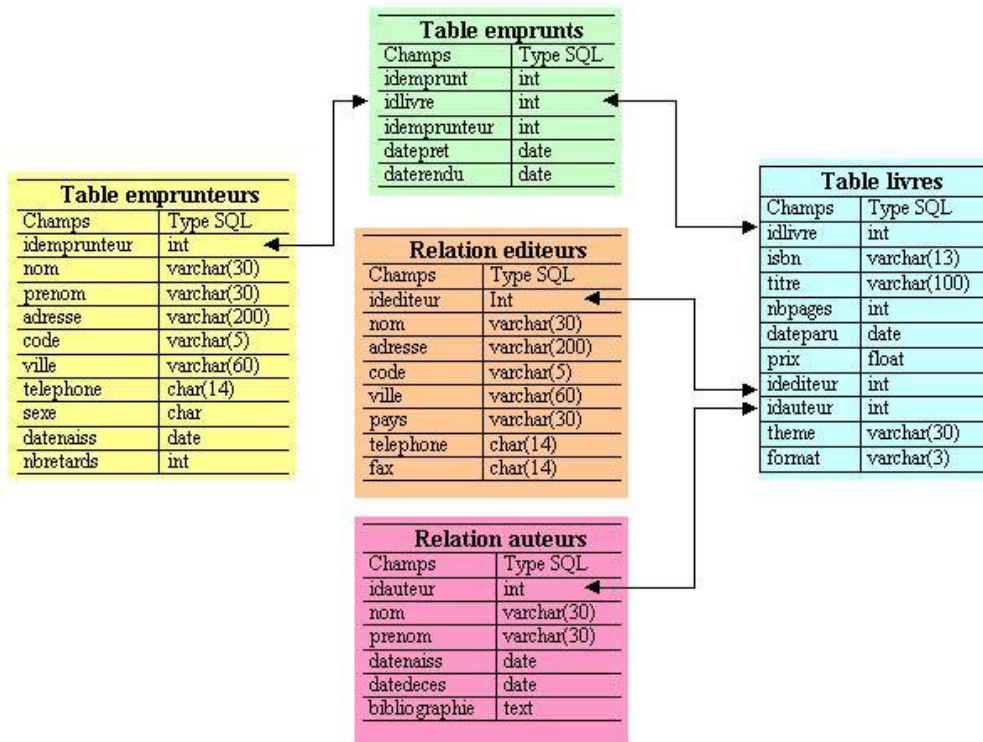 Table emprunts
Champs Type SQL
idemprunt int
idlivre int
idemprunteur int
datepret date
daterendu date
Table emprunteurs
Champs Type SQL
idemprunteur int
nom varchar(30)
prenom varchar(30)
adresse varchar(200)
code varchar(5)
ville varchar(60)
telephone char(14)
sexe char
datenaiss date
nbretards int
Relation editeurs
Champs Type SQL
idediteur Int
nom varchar(30)
adresse varchar(200)
code varchar(5)
ville varchar(60)
pays varchar(30)
telephone char(14)
fax char(14)
Table livres
Champs Type SQL
idlivre int
isbn varchar(13)
titre varchar(100)
nbpages int
dateparu date
prix float
idediteur int
idauteur int
theme varchar(30)
format varchar(3)
Relation auteurs
Champs Type SQL
idauteur int
nom varchar(30)
prenom varchar(30)
datenaiss date
datedeces date
bibliographie text